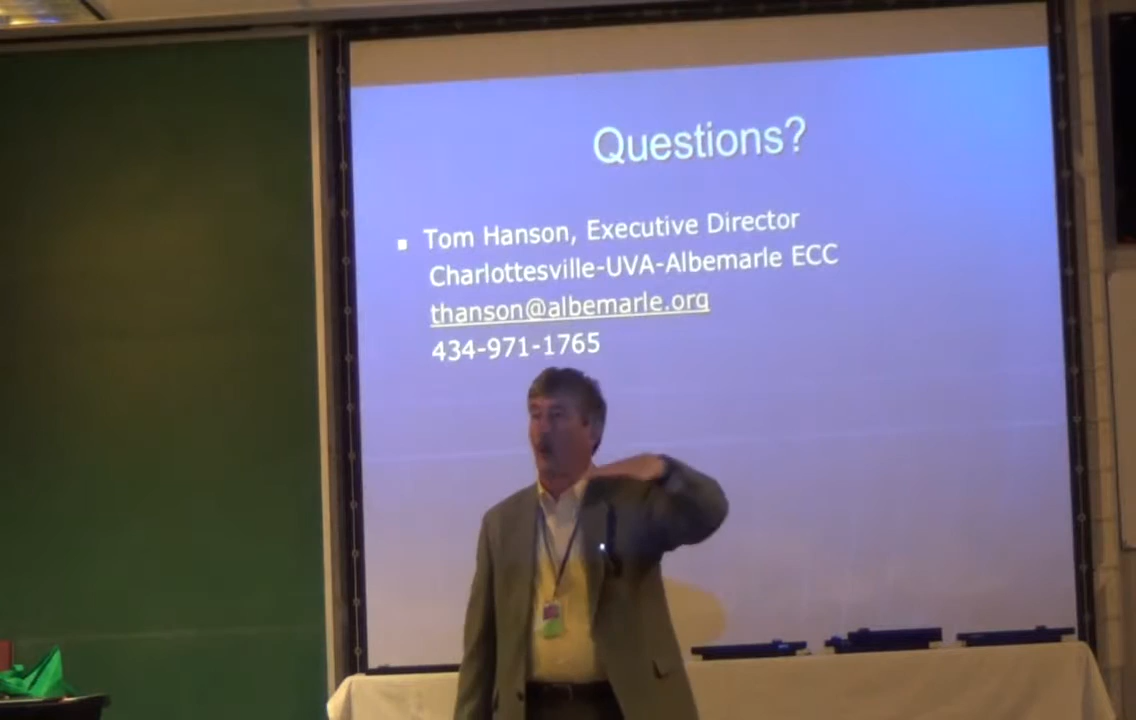 Questions?
Tom Hanson, Executive Director
Charlottesville-UVA-Albemarle ECC
thanson@albemarle.org
434-971-1765